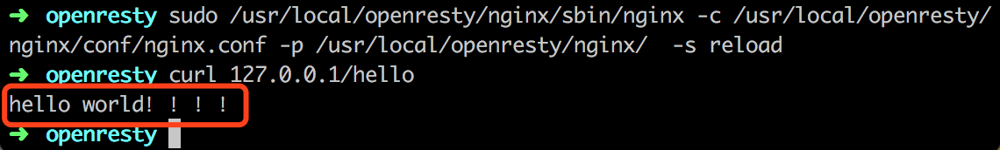 ➜ openresty sudo /usr/local/openresty/nginx/sbin/nginx -c /usr/local/openresty/
nginx/conf/nginx.conf -p /usr/local/openresty/nginx/  -s reload
➜ openresty curl 127.0.0.1/hello
hello world! ! ! !
➜ openresty